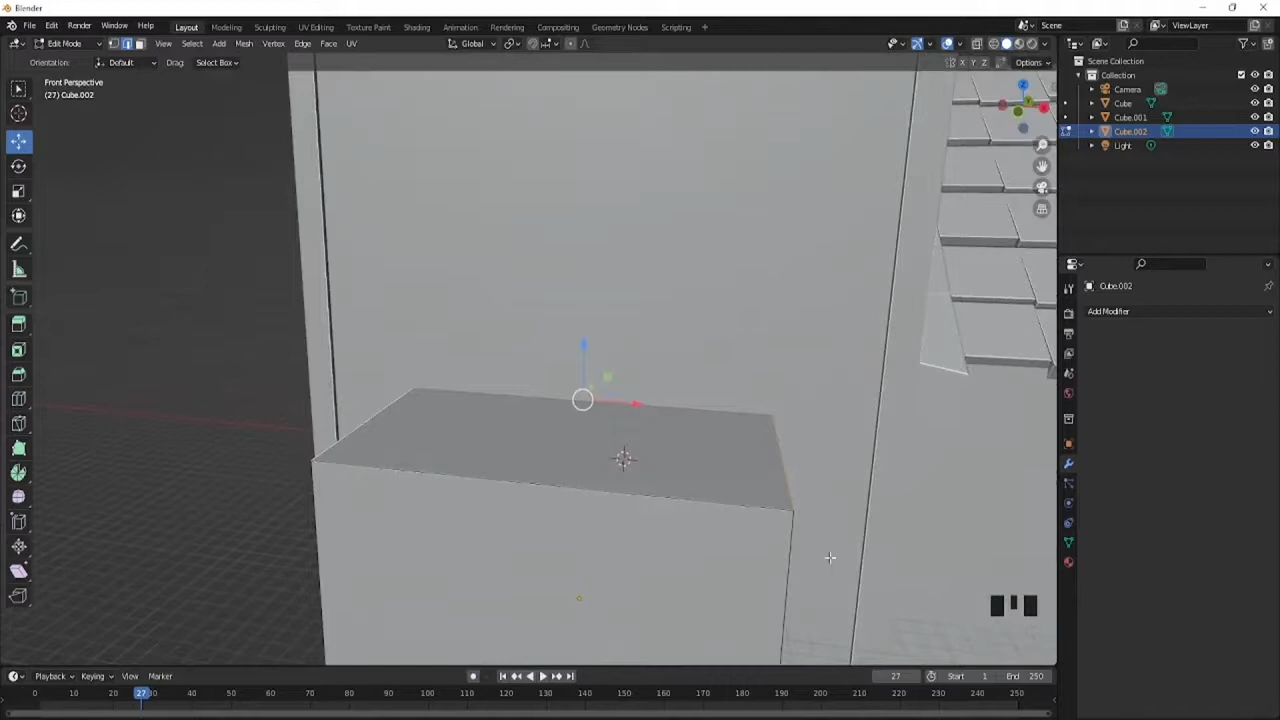 Blender
File Edit Render Window Help Layout Modeling Sculpting UV Editing Texture Paint Shading Animation Rendering Compositing Geometry Nodes Scripting + Scene ViewLayer
Edit Mode View Select Add Mesh Vertex Edge Face UV Global
Orientation: Default Drag: Select Box X Y Z Options
Front Perspective
(27) Cube.002
Scene Collection
Collection
Camera
Cube
Cube.001
Cube.002
Light
Cube.002
Add Modifier
Playback Keying View Marker 27 Start 1 End 250
0 10 20 27 30 40 50 60 70 80 90 100 110 120 130 140 150 160 170 180 190 200 210 220 230 240 250